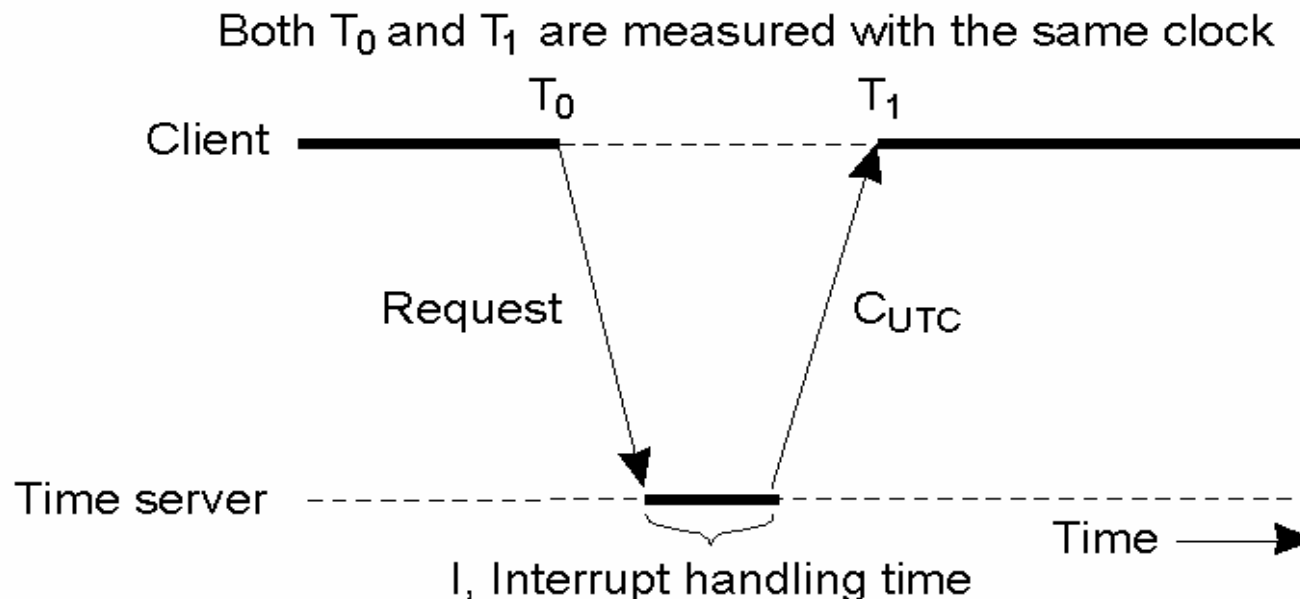 Both T₀ and T₁ are measured with the same clock
T₀
T₁
Client
Request
C_UTC
Time server
Time
I, Interrupt handling time